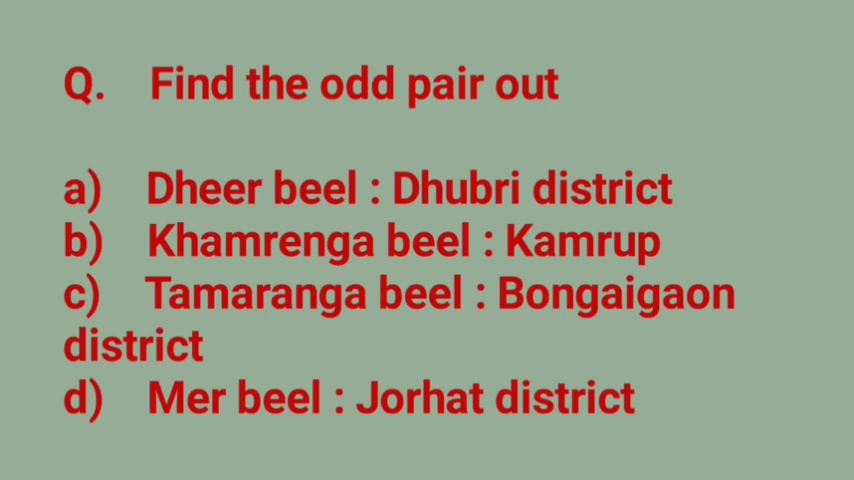 Q. Find the odd pair out
a) Dheer beel : Dhubri district
b) Khamrenga beel : Kamrup
c) Tamaranga beel : Bongaigaon
district
d) Mer beel : Jorhat district